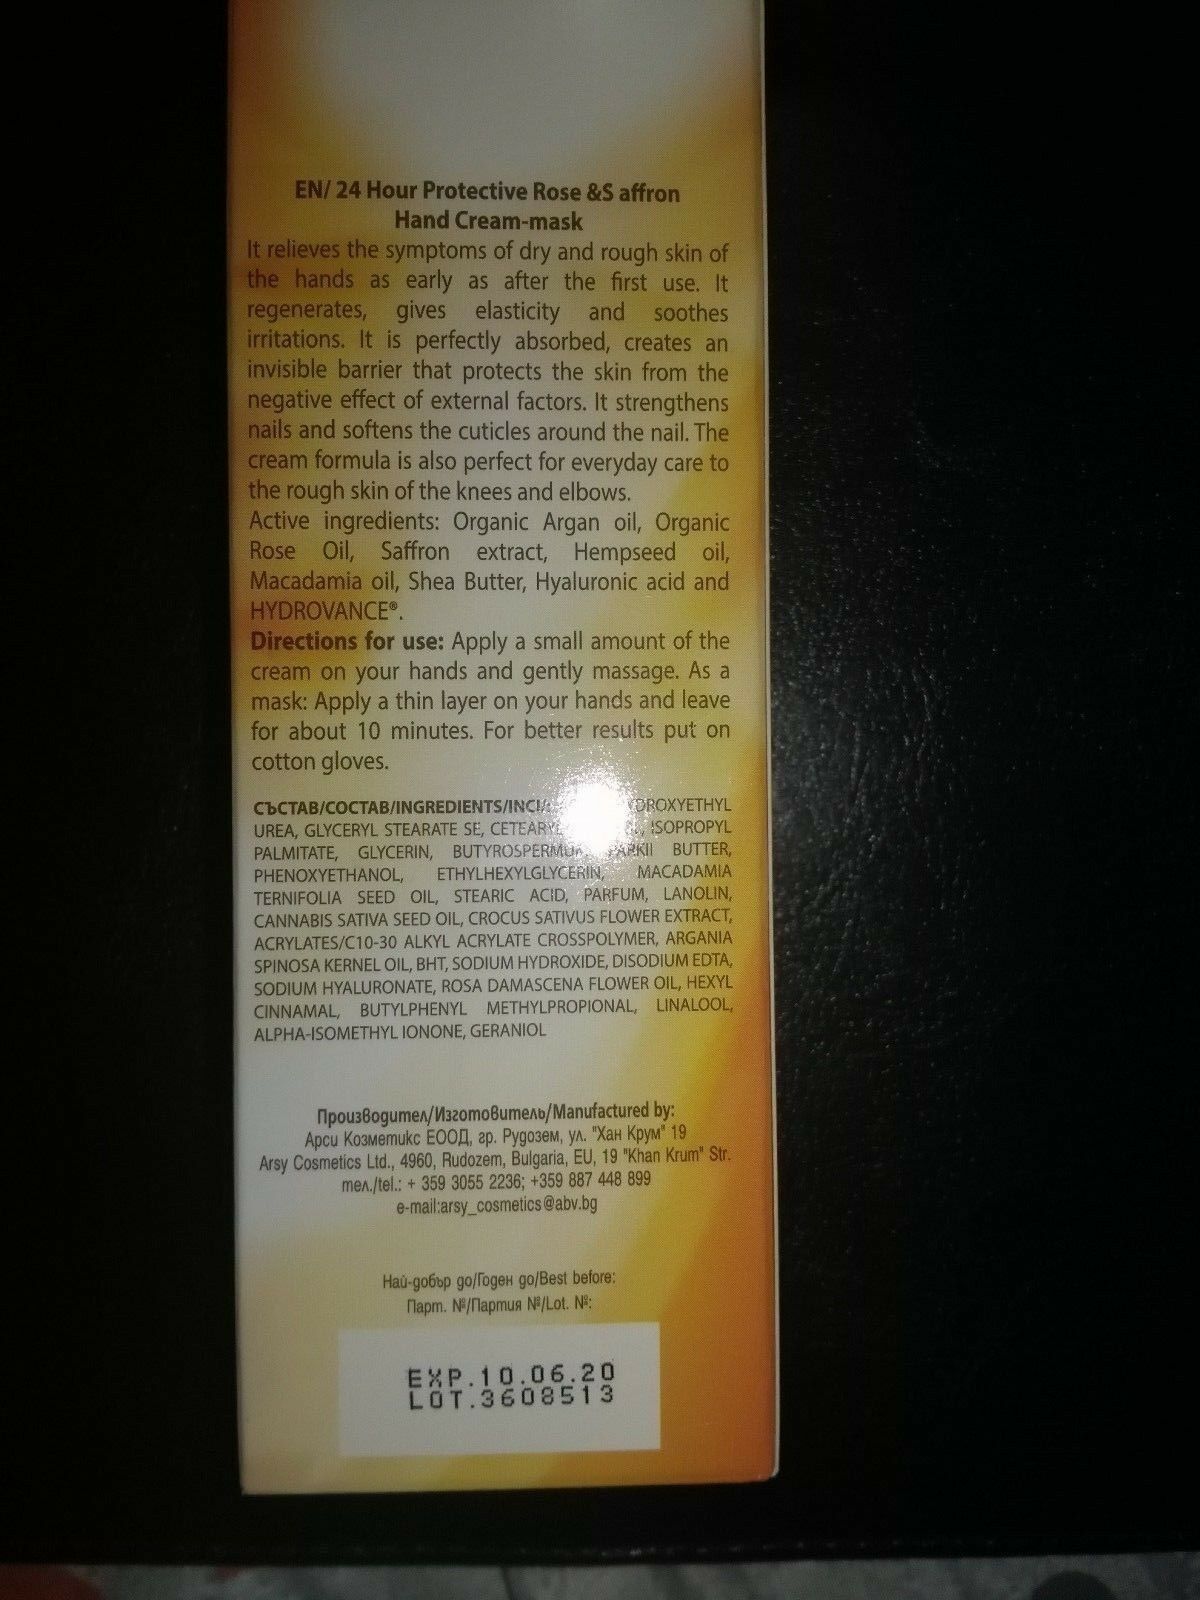 EN/ 24 Hour Protective Rose &S affron
Hand Cream-mask
It relieves the symptoms of dry and rough skin of
the hands as early as after the first use. It
regenerates, gives elasticity and soothes
irritations. It is perfectly absorbed, creates an
invisible barrier that protects the skin from the
negative effect of external factors. It strengthens
nails and softens the cuticles around the nail. The
cream formula is also perfect for everyday care to
the rough skin of the knees and elbows.
Active ingredients: Organic Argan oil, Organic
Rose Oil, Saffron extract, Hempseed oil,
Macadamia oil, Shea Butter, Hyaluronic acid and
HYDROVANCE®.
Directions for use: Apply a small amount of the
cream on your hands and gently massage. As a
mask: Apply a thin layer on your hands and leave
for about 10 minutes. For better results put on
cotton gloves.
СЪСТАВ/СОСТАВ/INGREDIENTS/INCI/:
UREA, GLYCERYL STEARATE SE, ISOPROPYL
PALMITATE, GLYCERIN, BUTYROSPERMUM PARKII BUTTER,
PHENOXYETHANOL, ETHYLHEXYLGLYCERIN, MACADAMIA
TERNIFOLIA SEED OIL, STEARIC ACID, PARFUM, LANOLIN,
CANNABIS SATIVA SEED OIL, CROCUS SATIVUS FLOWER EXTRACT,
ACRYLATES/C10-30 ALKYL ACRYLATE CROSSPOLYMER, ARGANIA
SPINOSA KERNEL OIL, BHT, SODIUM HYDROXIDE, DISODIUM EDTA,
SODIUM HYALURONATE, ROSA DAMASCENA FLOWER OIL, HEXYL
CINNAMAL, BUTYLPHENYL METHYLPROPIONAL, LINALOOL,
ALPHA-ISOMETHYL IONONE, GERANIOL
Производител/Изготовитель/Manufactured by:
Арси Козметикс ЕООД, гр. Рудозем, ул. "Хан Крум" 19
Arsy Cosmetics Ltd., 4960, Rudozem, Bulgaria, EU, 19 "Khan Krum" Str.
тел./tel.: + 359 3055 2236; +359 887 448 899
e-mail:arsy_cosmetics@abv.bg
Най-добър до/Годен до/Best before:
Парт. №/Партия №/Lot. №:
EXP.10.06.20
LOT.3608513